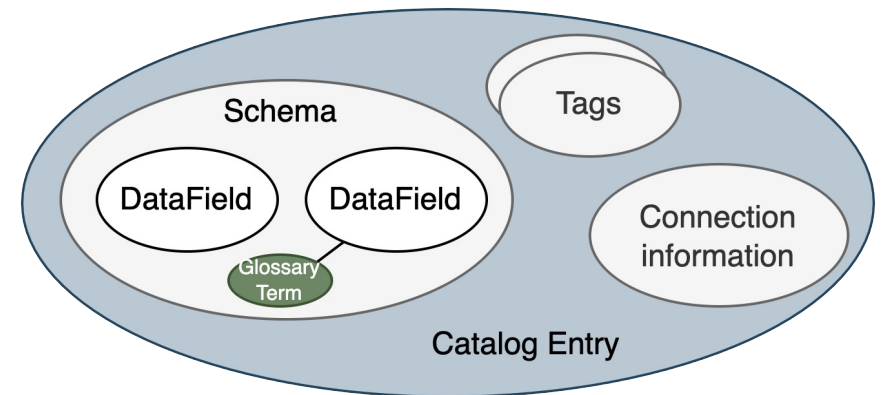 Schema
Tags
DataField
DataField
Connection
information
Glossary
Term
Catalog Entry